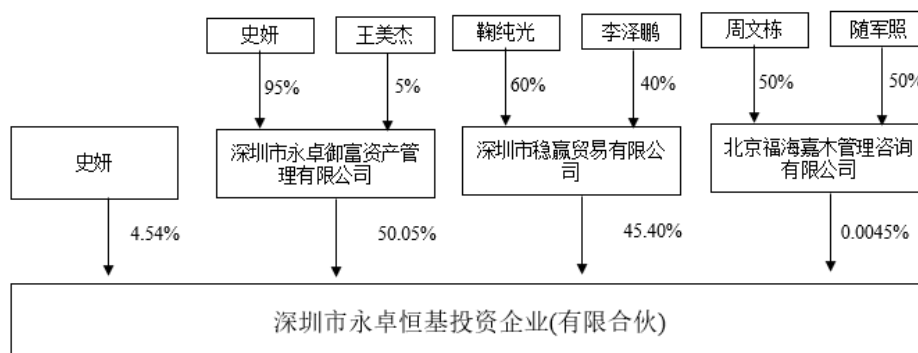 史妍
王美杰
鞠纯光
李泽鹏
周文栋
随军照
95%
5%
60%
40%
50%
50%
史妍
深圳市永卓御富资产管
理有限公司
深圳市稳赢贸易有限公
司
北京福海嘉木管理咨询
有限公司
4.54%
50.05%
45.40%
0.0045%
深圳市永卓恒基投资企业(有限合伙)